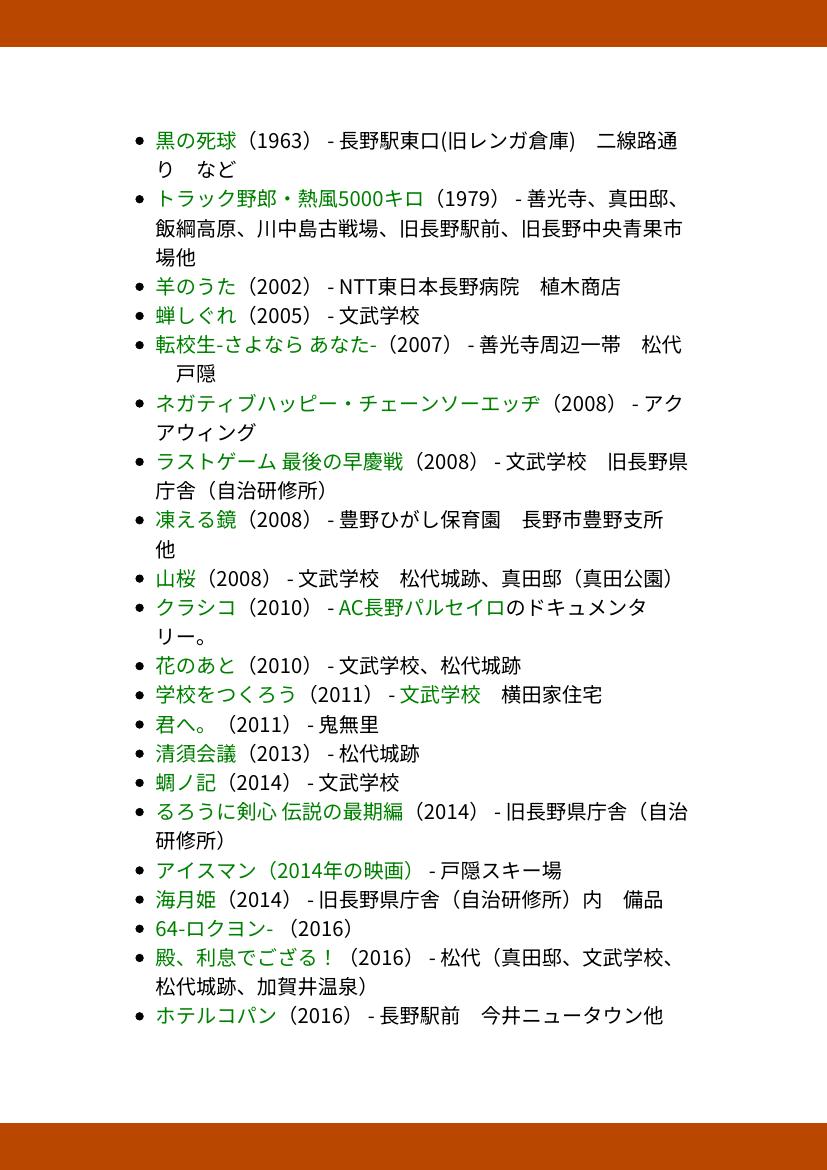 • 黒の死球（1963） - 長野駅東口(旧レンガ倉庫)　二線路通
り　など
• トラック野郎・熱風5000キロ（1979） - 善光寺、真田邸、
飯綱高原、川中島古戦場、旧長野駅前、旧長野中央青果市
場他
• 羊のうた（2002） - NTT東日本長野病院　植木商店
• 蝉しぐれ（2005） - 文武学校
• 転校生-さよなら あなた-（2007） - 善光寺周辺一帯　松代
　戸隠
• ネガティブハッピー・チェーンソーエッヂ（2008） - アク
アウィング
• ラストゲーム 最後の早慶戦（2008） - 文武学校　旧長野県
庁舎（自治研修所）
• 凍える鏡（2008） - 豊野ひがし保育園　長野市豊野支所
他
• 山桜（2008） - 文武学校　松代城跡、真田邸（真田公園）
• クラシコ（2010） - AC長野パルセイロのドキュメンタ
リー。
• 花のあと（2010） - 文武学校、松代城跡
• 学校をつくろう（2011） - 文武学校　横田家住宅
• 君へ。（2011） - 鬼無里
• 清須会議（2013） - 松代城跡
• 蜩ノ記（2014） - 文武学校
• るろうに剣心 伝説の最期編（2014） - 旧長野県庁舎（自治
研修所）
• アイスマン（2014年の映画） - 戸隠スキー場
• 海月姫（2014） - 旧長野県庁舎（自治研修所）内　備品
• 64-ロクヨン- （2016）
• 殿、利息でござる！（2016） - 松代（真田邸、文武学校、
松代城跡、加賀井温泉）
• ホテルコパン（2016） - 長野駅前　今井ニュータウン他